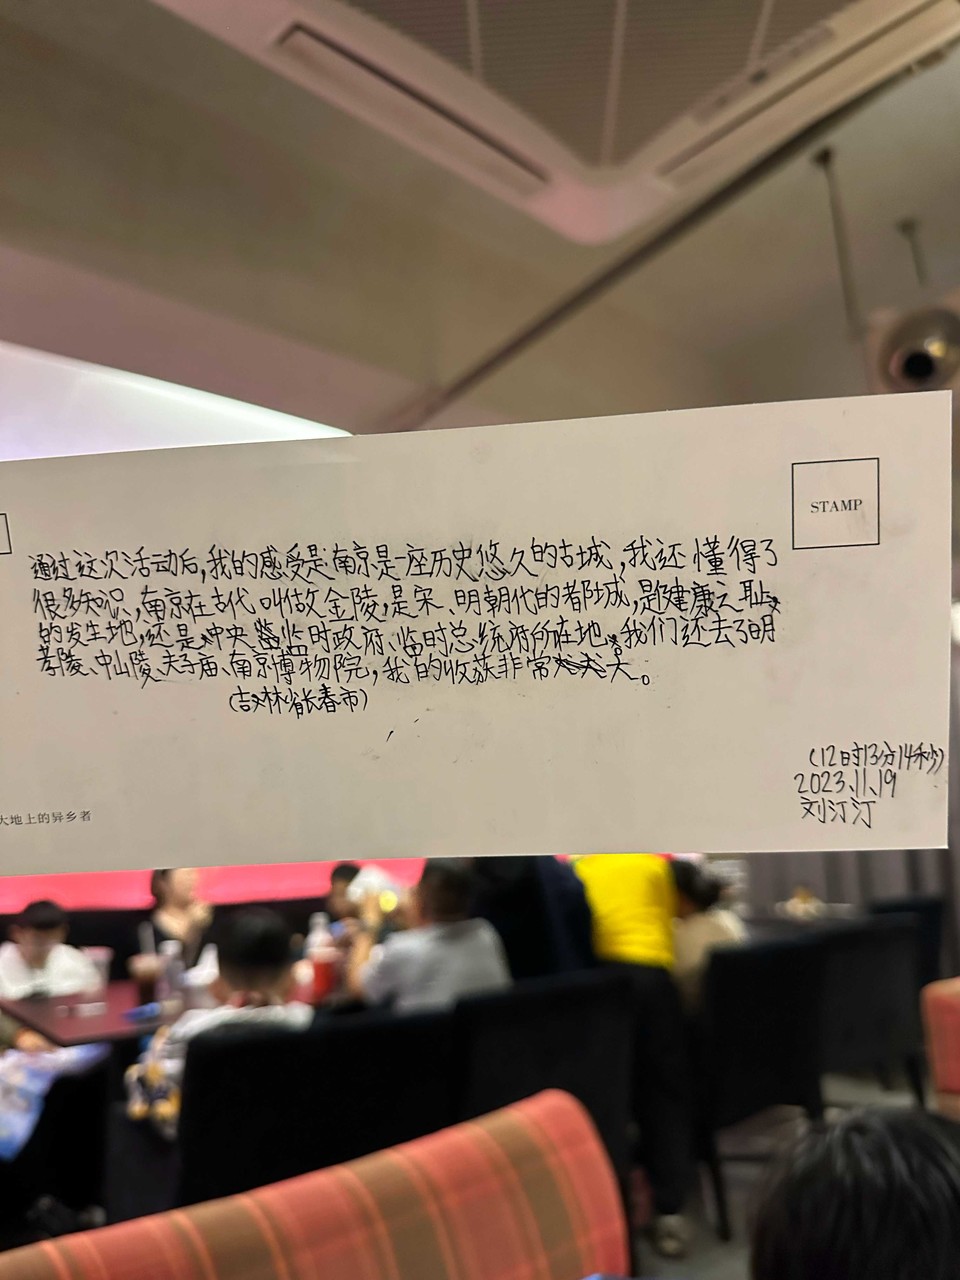 STAMP
通过这次活动后,我的感受是南京是一座历史悠久的古城,我还懂得了
很多知识,南京在古代叫做金陵,是宋、明朝代的都城,是建康之耻
的发生地,还是中央监时政府、临时总统府所在地,我们还去了明
孝陵、中山陵、夫子庙、南京博物院,我的收获非常大。
(吉林省长春市)
(12时13分14秒)
2023.11.19
刘汀汀
大地上的异乡者